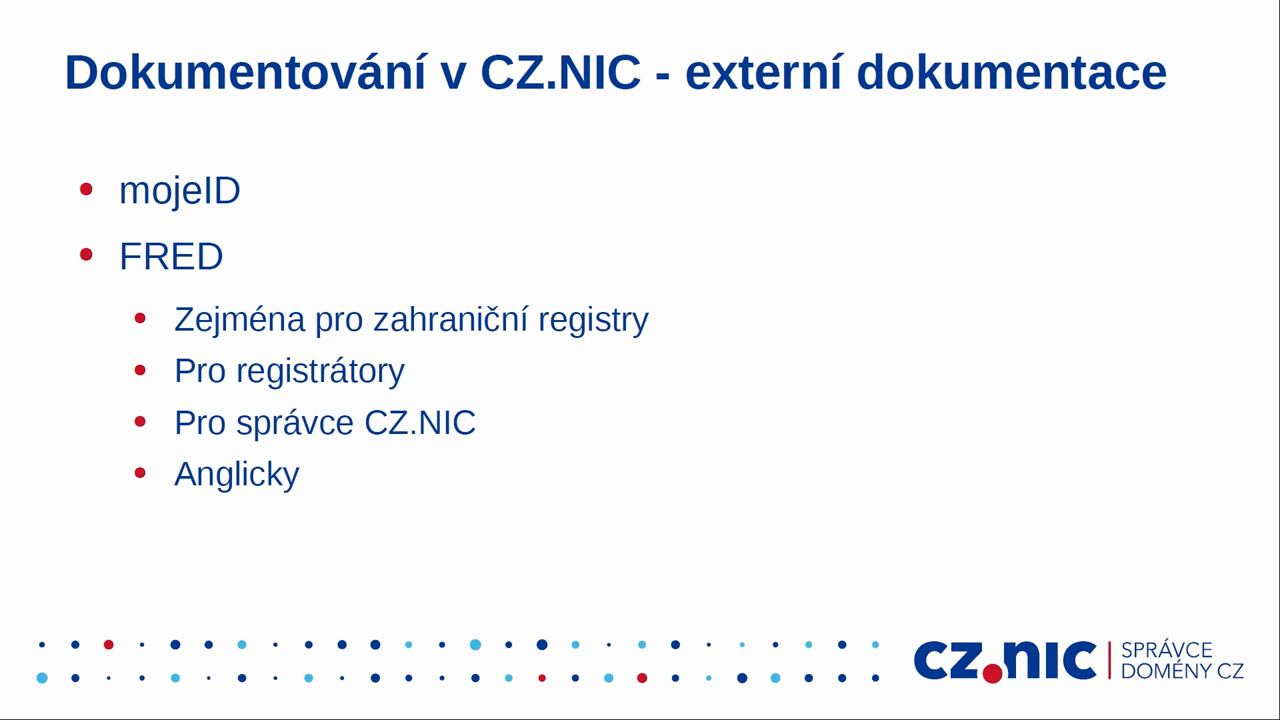 Dokumentování v CZ.NIC - externí dokumentace
mojeID
FRED
Zejména pro zahraniční registry
Pro registrátory
Pro správce CZ.NIC
Anglicky
CZ.NIC
SPRÁVCE
DOMÉNY CZ